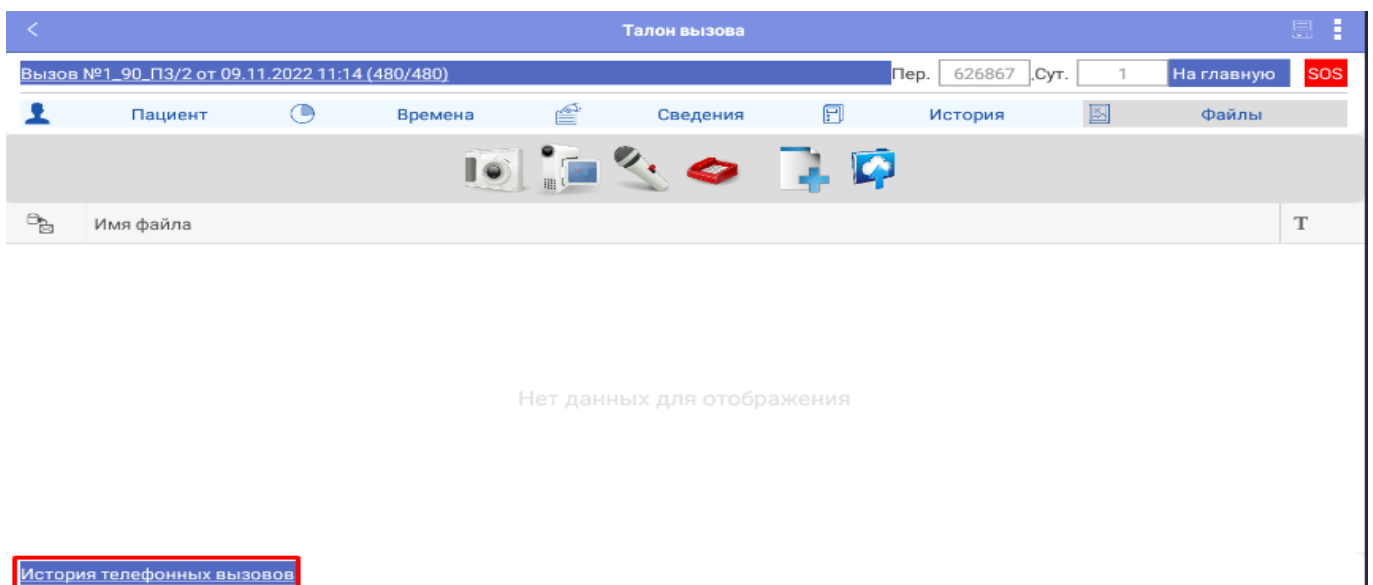 Талон вызова
Вызов №1_90_ПЗ/2 от 09.11.2022 11:14 (480/480) Пер. 626867 ,Сут. 1 На главную SOS
Пациент Времена Сведения История Файлы
Имя файла T
Нет данных для отображения
История телефонных вызовов